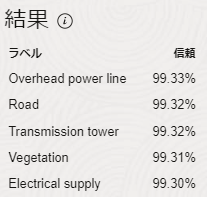 結果 ⓘ
ラベル 信頼
Overhead power line 99.33%
Road 99.32%
Transmission tower 99.32%
Vegetation 99.31%
Electrical supply 99.30%